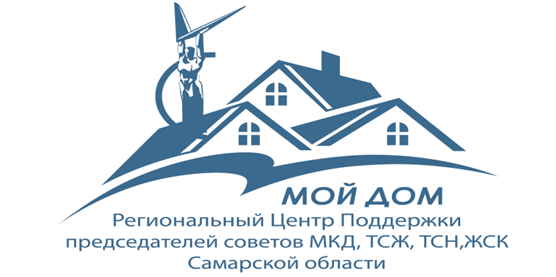 МОЙ ДОМ
Региональный Центр Поддержки
председателей советов МКД, ТСЖ, ТСН,ЖСК
Самарской области